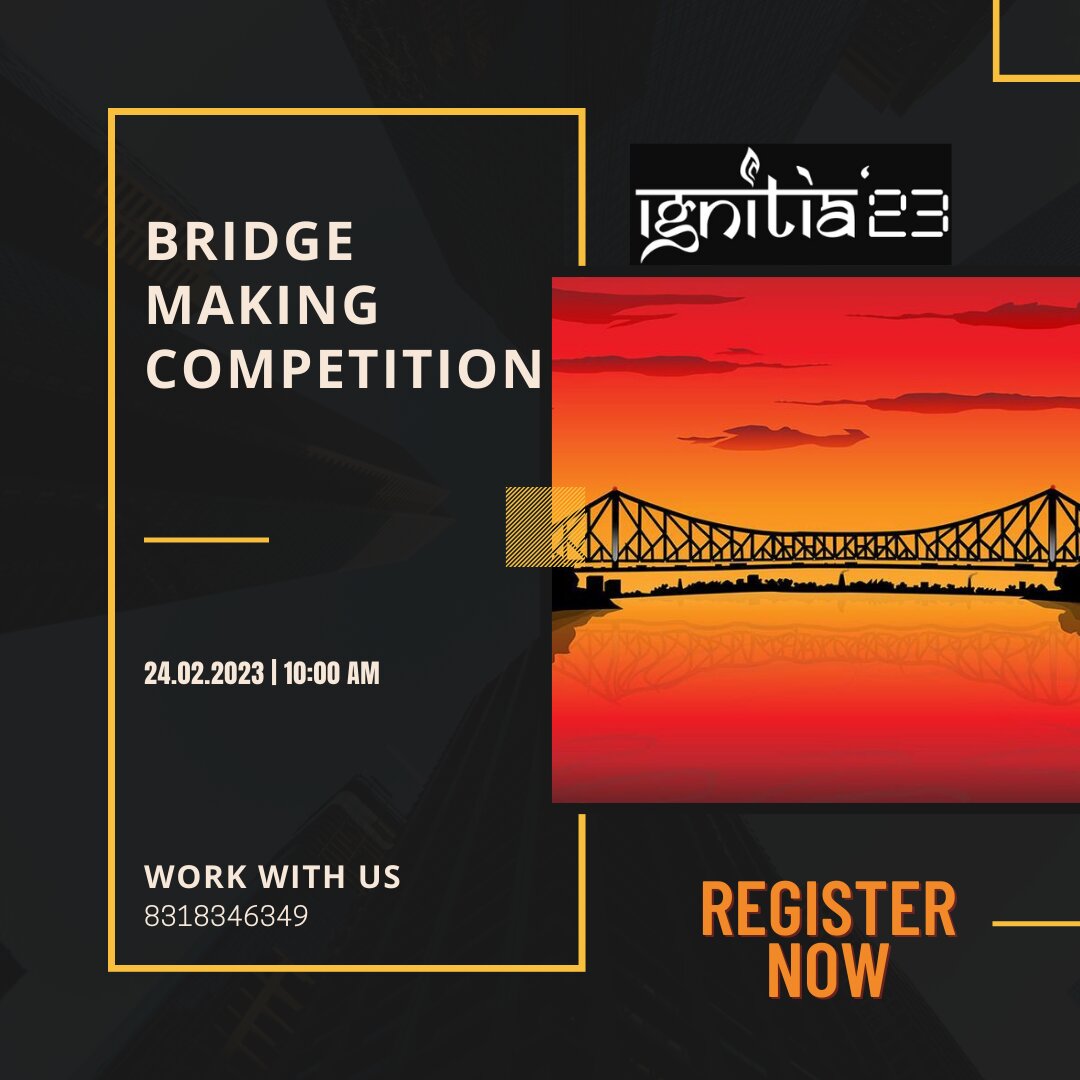 BRIDGE
MAKING
COMPETITION
ignitia '23
24.02.2023 | 10:00 AM
WORK WITH US
8318346349
REGISTER
NOW